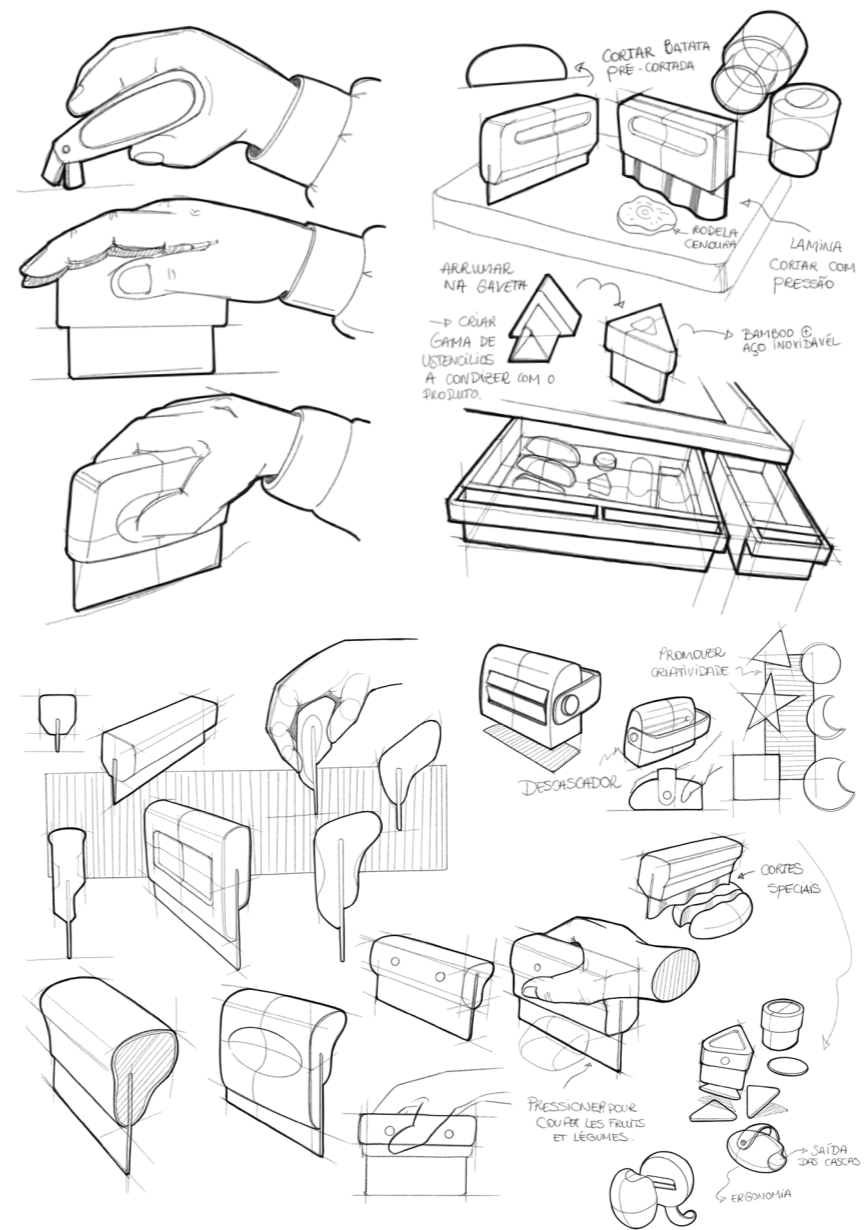 CORTAR BATATA
PRÉ-CORTADA
RODELA
CENOURA
LAMINA
CORTAR COM
PRESSÃO
ARRUMAR
NA GAVETA
→ CRIAR
GAMA DE
USTENCÍLIOS
A CONDIZER COM O
PRODUTO.
BAMBOO ⊕
AÇO INOXIDAVÉL
PROMOVER
CRIATIVIDADE
DESCASCADOR
CORTES
SPECIAIS
PRESSIONER POUR
COUPER LES FRUITS
ET LÉGUMES.
SAÍDA
DAS CASCAS
ERGONOMIA